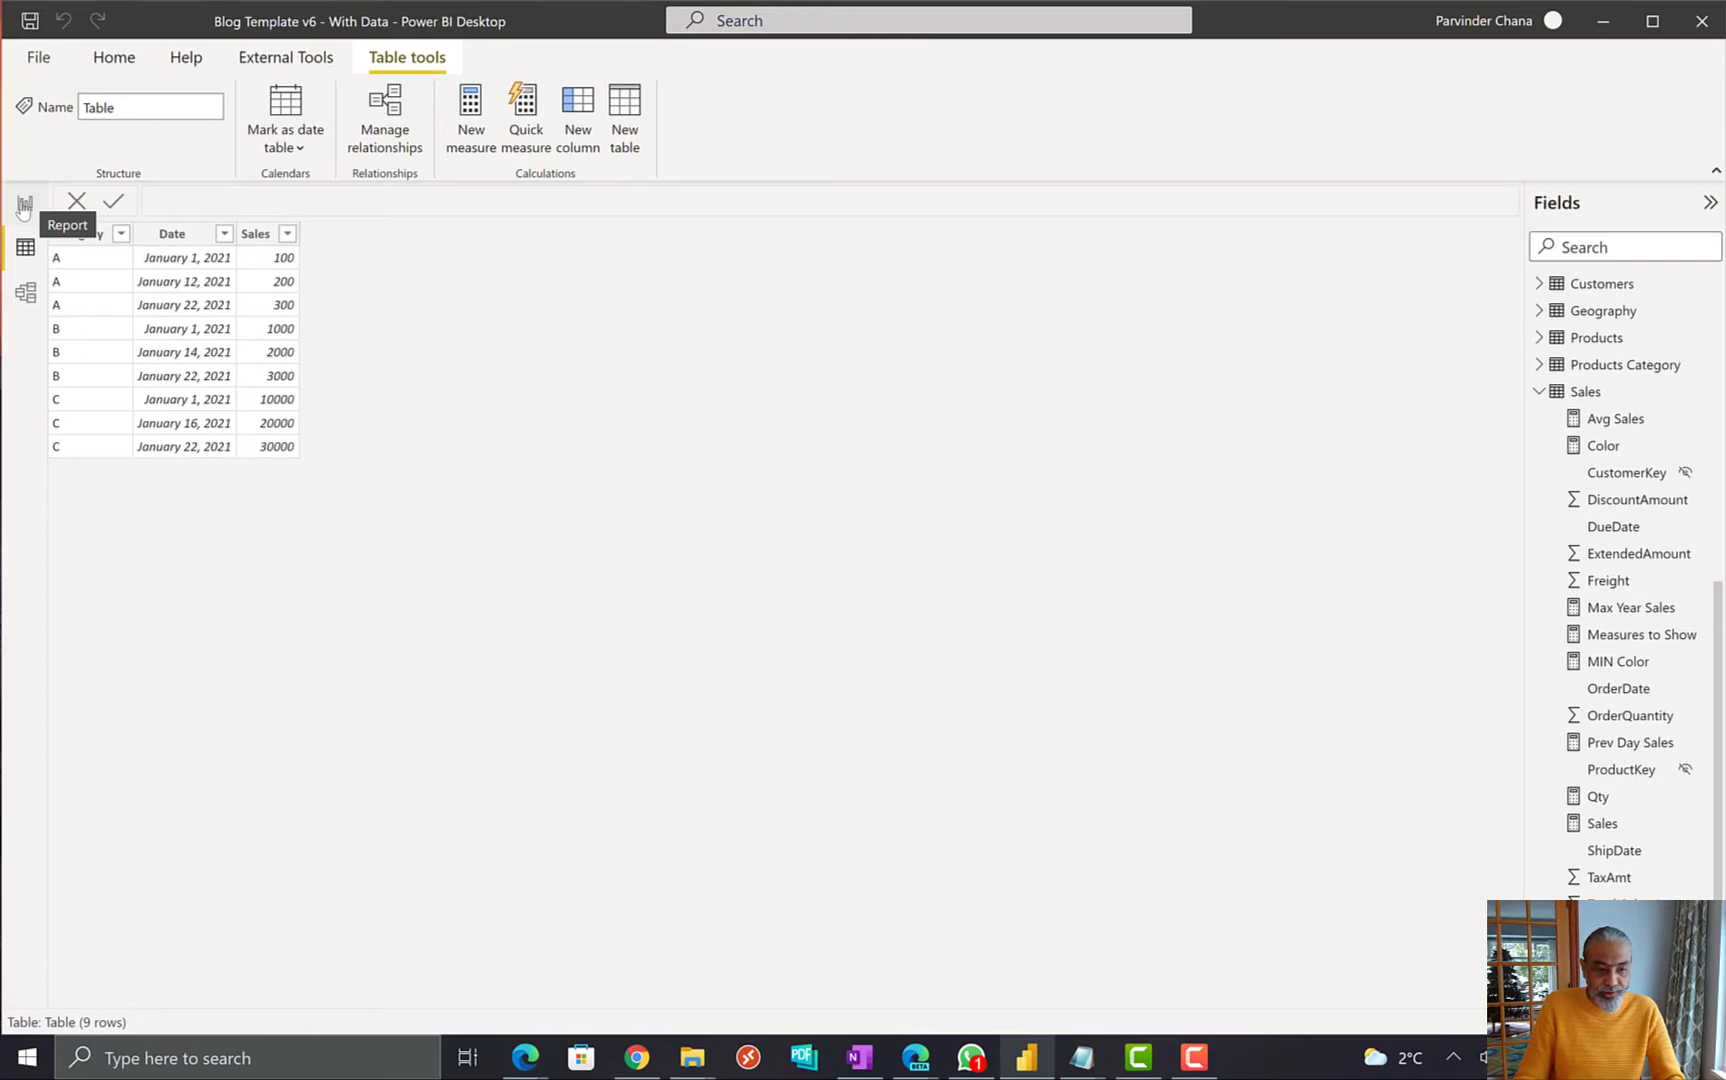 Blog Template v6 - With Data - Power BI Desktop
Search
Parvinder Chana
File
Home
Help
External Tools
Table tools
Name
Table
Mark as date
table
Manage
relationships
New
measure
Quick
measure
New
column
New
table
Structure
Calendars
Relationships
Calculations
Report
Date
Sales
A January 1, 2021 100
A January 12, 2021 200
A January 22, 2021 300
B January 1, 2021 1000
B January 14, 2021 2000
B January 22, 2021 3000
C January 1, 2021 10000
C January 16, 2021 20000
C January 22, 2021 30000
Fields
Search
Customers
Geography
Products
Products Category
Sales
Avg Sales
Color
CustomerKey
DiscountAmount
DueDate
ExtendedAmount
Freight
Max Year Sales
Measures to Show
MIN Color
OrderDate
OrderQuantity
Prev Day Sales
ProductKey
Qty
Sales
ShipDate
TaxAmt
Table: Table (9 rows)
Type here to search
PDF
N
BETA
1
2°C